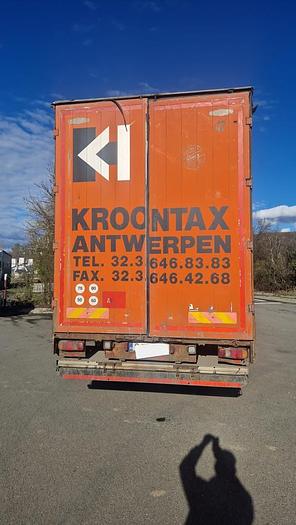 KROONTAX
ANTWERPEN
TEL. 32.3.646.83.83
FAX. 32.3.646.42.68
A